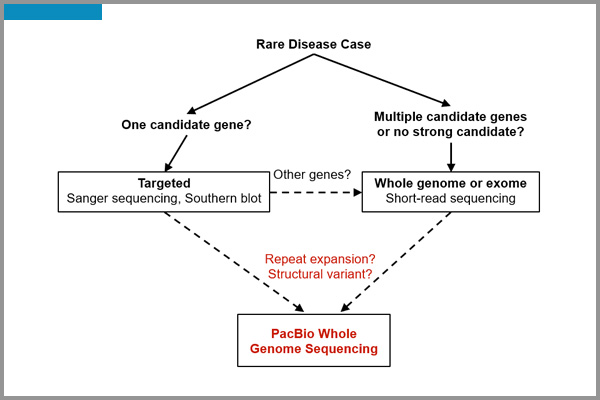 Rare Disease Case
One candidate gene?
Multiple candidate genes
or no strong candidate?
Targeted
Sanger sequencing, Southern blot
Other genes?
Whole genome or exome
Short-read sequencing
Repeat expansion?
Structural variant?
PacBio Whole
Genome Sequencing